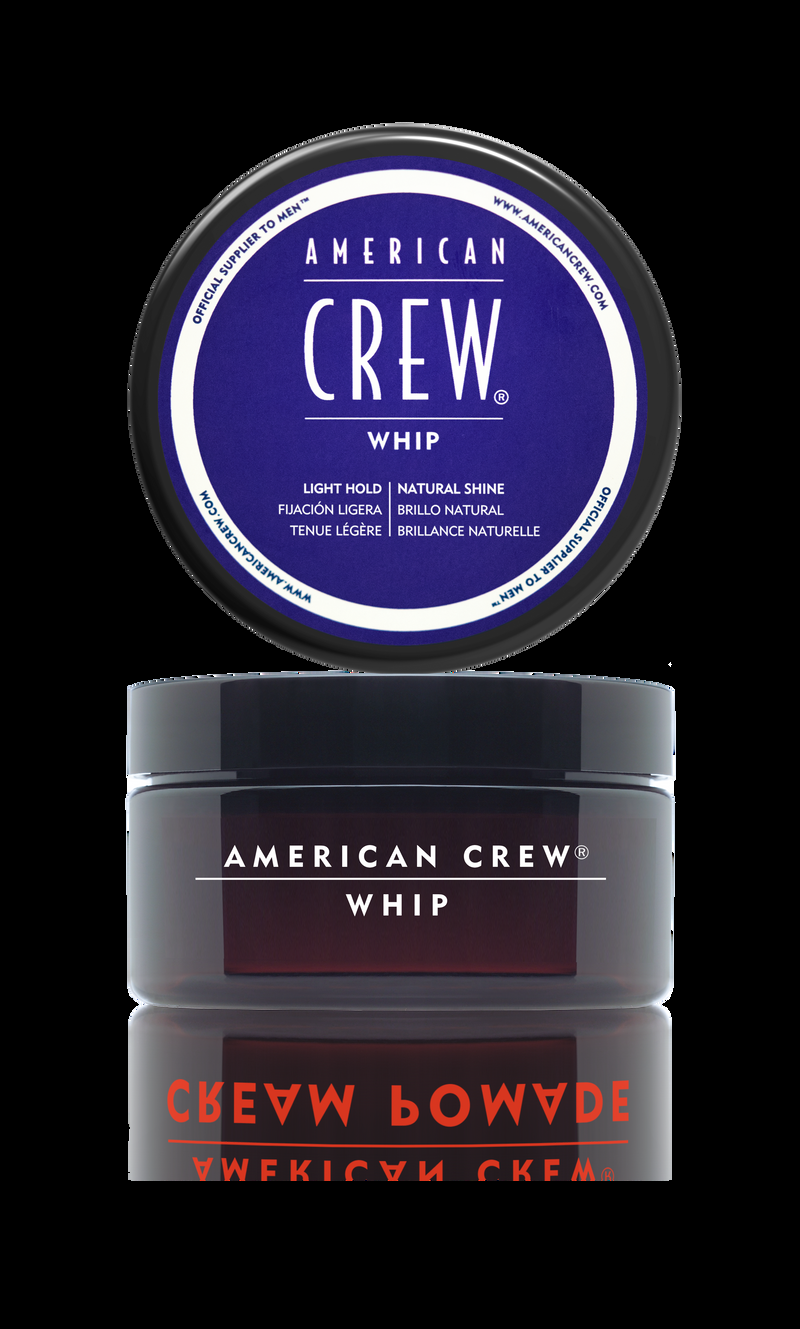 OFFICIAL SUPPLIER TO MEN™
WWW.AMERICANCREW.COM
AMERICAN
CREW®
WHIP
LIGHT HOLD | NATURAL SHINE
FIJACIÓN LIGERA | BRILLO NATURAL
TENUE LÉGÈRE | BRILLANCE NATURELLE
WWW.AMERICANCREW.COM
OFFICIAL SUPPLIER TO MEN™
AMERICAN CREW®
WHIP
CREAM POMADE
AMERICAN CREW®